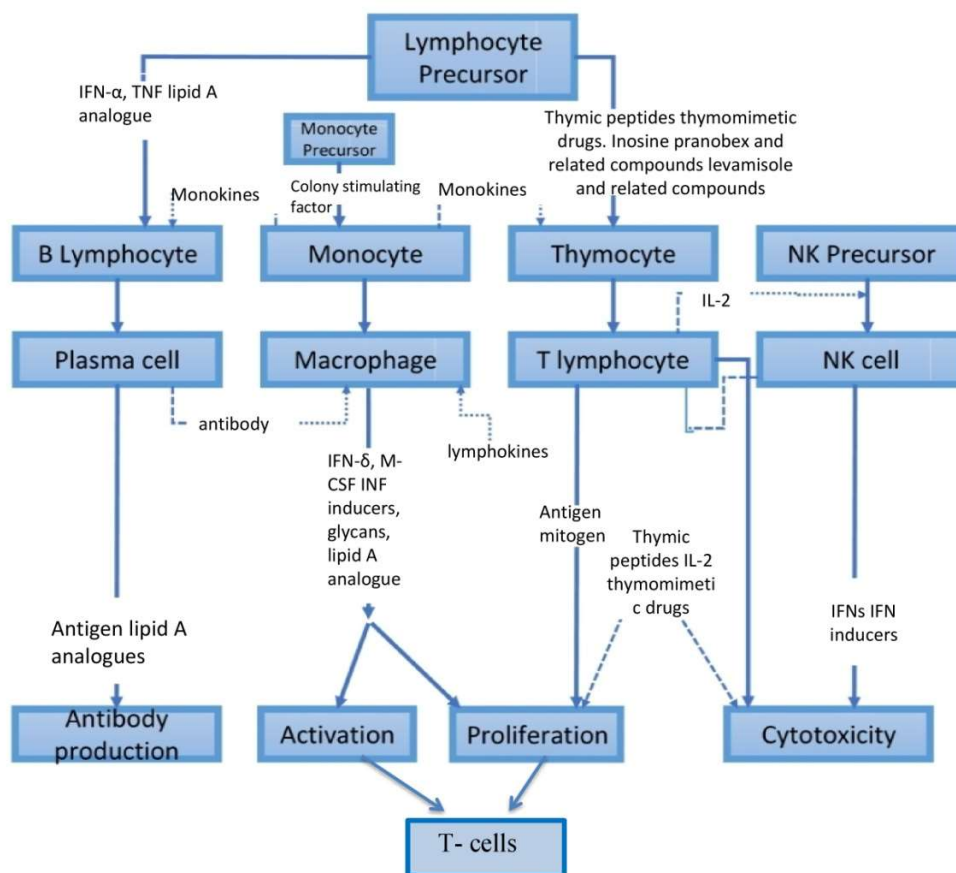 Lymphocyte
Precursor
IFN-α, TNF lipid A
analogue
Monocyte
Precursor
Thymic peptides thymomimetic
drugs. Inosine pranobex and
related compounds levamisole
and related compounds
Monokines
Colony stimulating
factor
Monokines
B Lymphocyte
Monocyte
Thymocyte
NK Precursor
IL-2
Plasma cell
Macrophage
T lymphocyte
NK cell
antibody
lymphokines
IFN-δ, M-
CSF INF
inducers,
glycans,
lipid A
analogue
Antigen
mitogen
Thymic
peptides IL-2
thymomimeti
c drugs
IFNs IFN
inducers
Antigen lipid A
analogues
Antibody
production
Activation
Proliferation
Cytotoxicity
T- cells